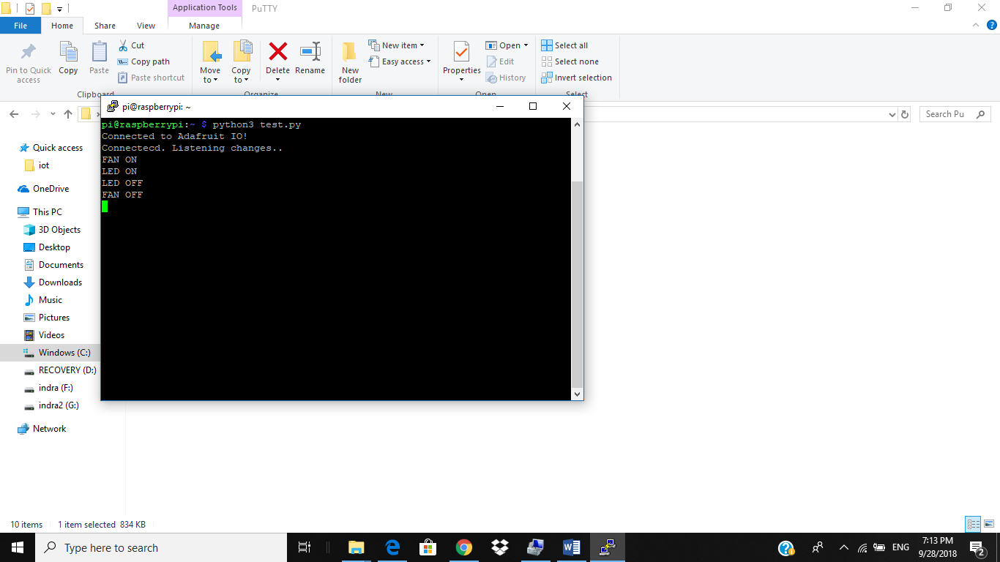 Application Tools PuTTY
File Home Share View Manage
Pin to Quick access
Copy
Paste
Cut
Copy path
Paste shortcut
Clipboard
Move to
Copy to
Delete
Rename
Organize
New folder
New item
Easy access
New
Properties
Open
Edit
History
Open
Select all
Select none
Invert selection
Select
Search Pu
pi@raspberrypi: ~
pi@raspberrypi:~ $ python3 test.py
Connected to Adafruit IO!
Connectecd. Listening changes..
FAN ON
LED ON
LED OFF
FAN OFF
Quick access
iot
OneDrive
This PC
3D Objects
Desktop
Documents
Downloads
Music
Pictures
Videos
Windows (C:)
RECOVERY (D:)
indra (F:)
indra2 (G:)
Network
10 items 1 item selected 834 KB
Type here to search
ENG
7:13 PM
9/28/2018
2